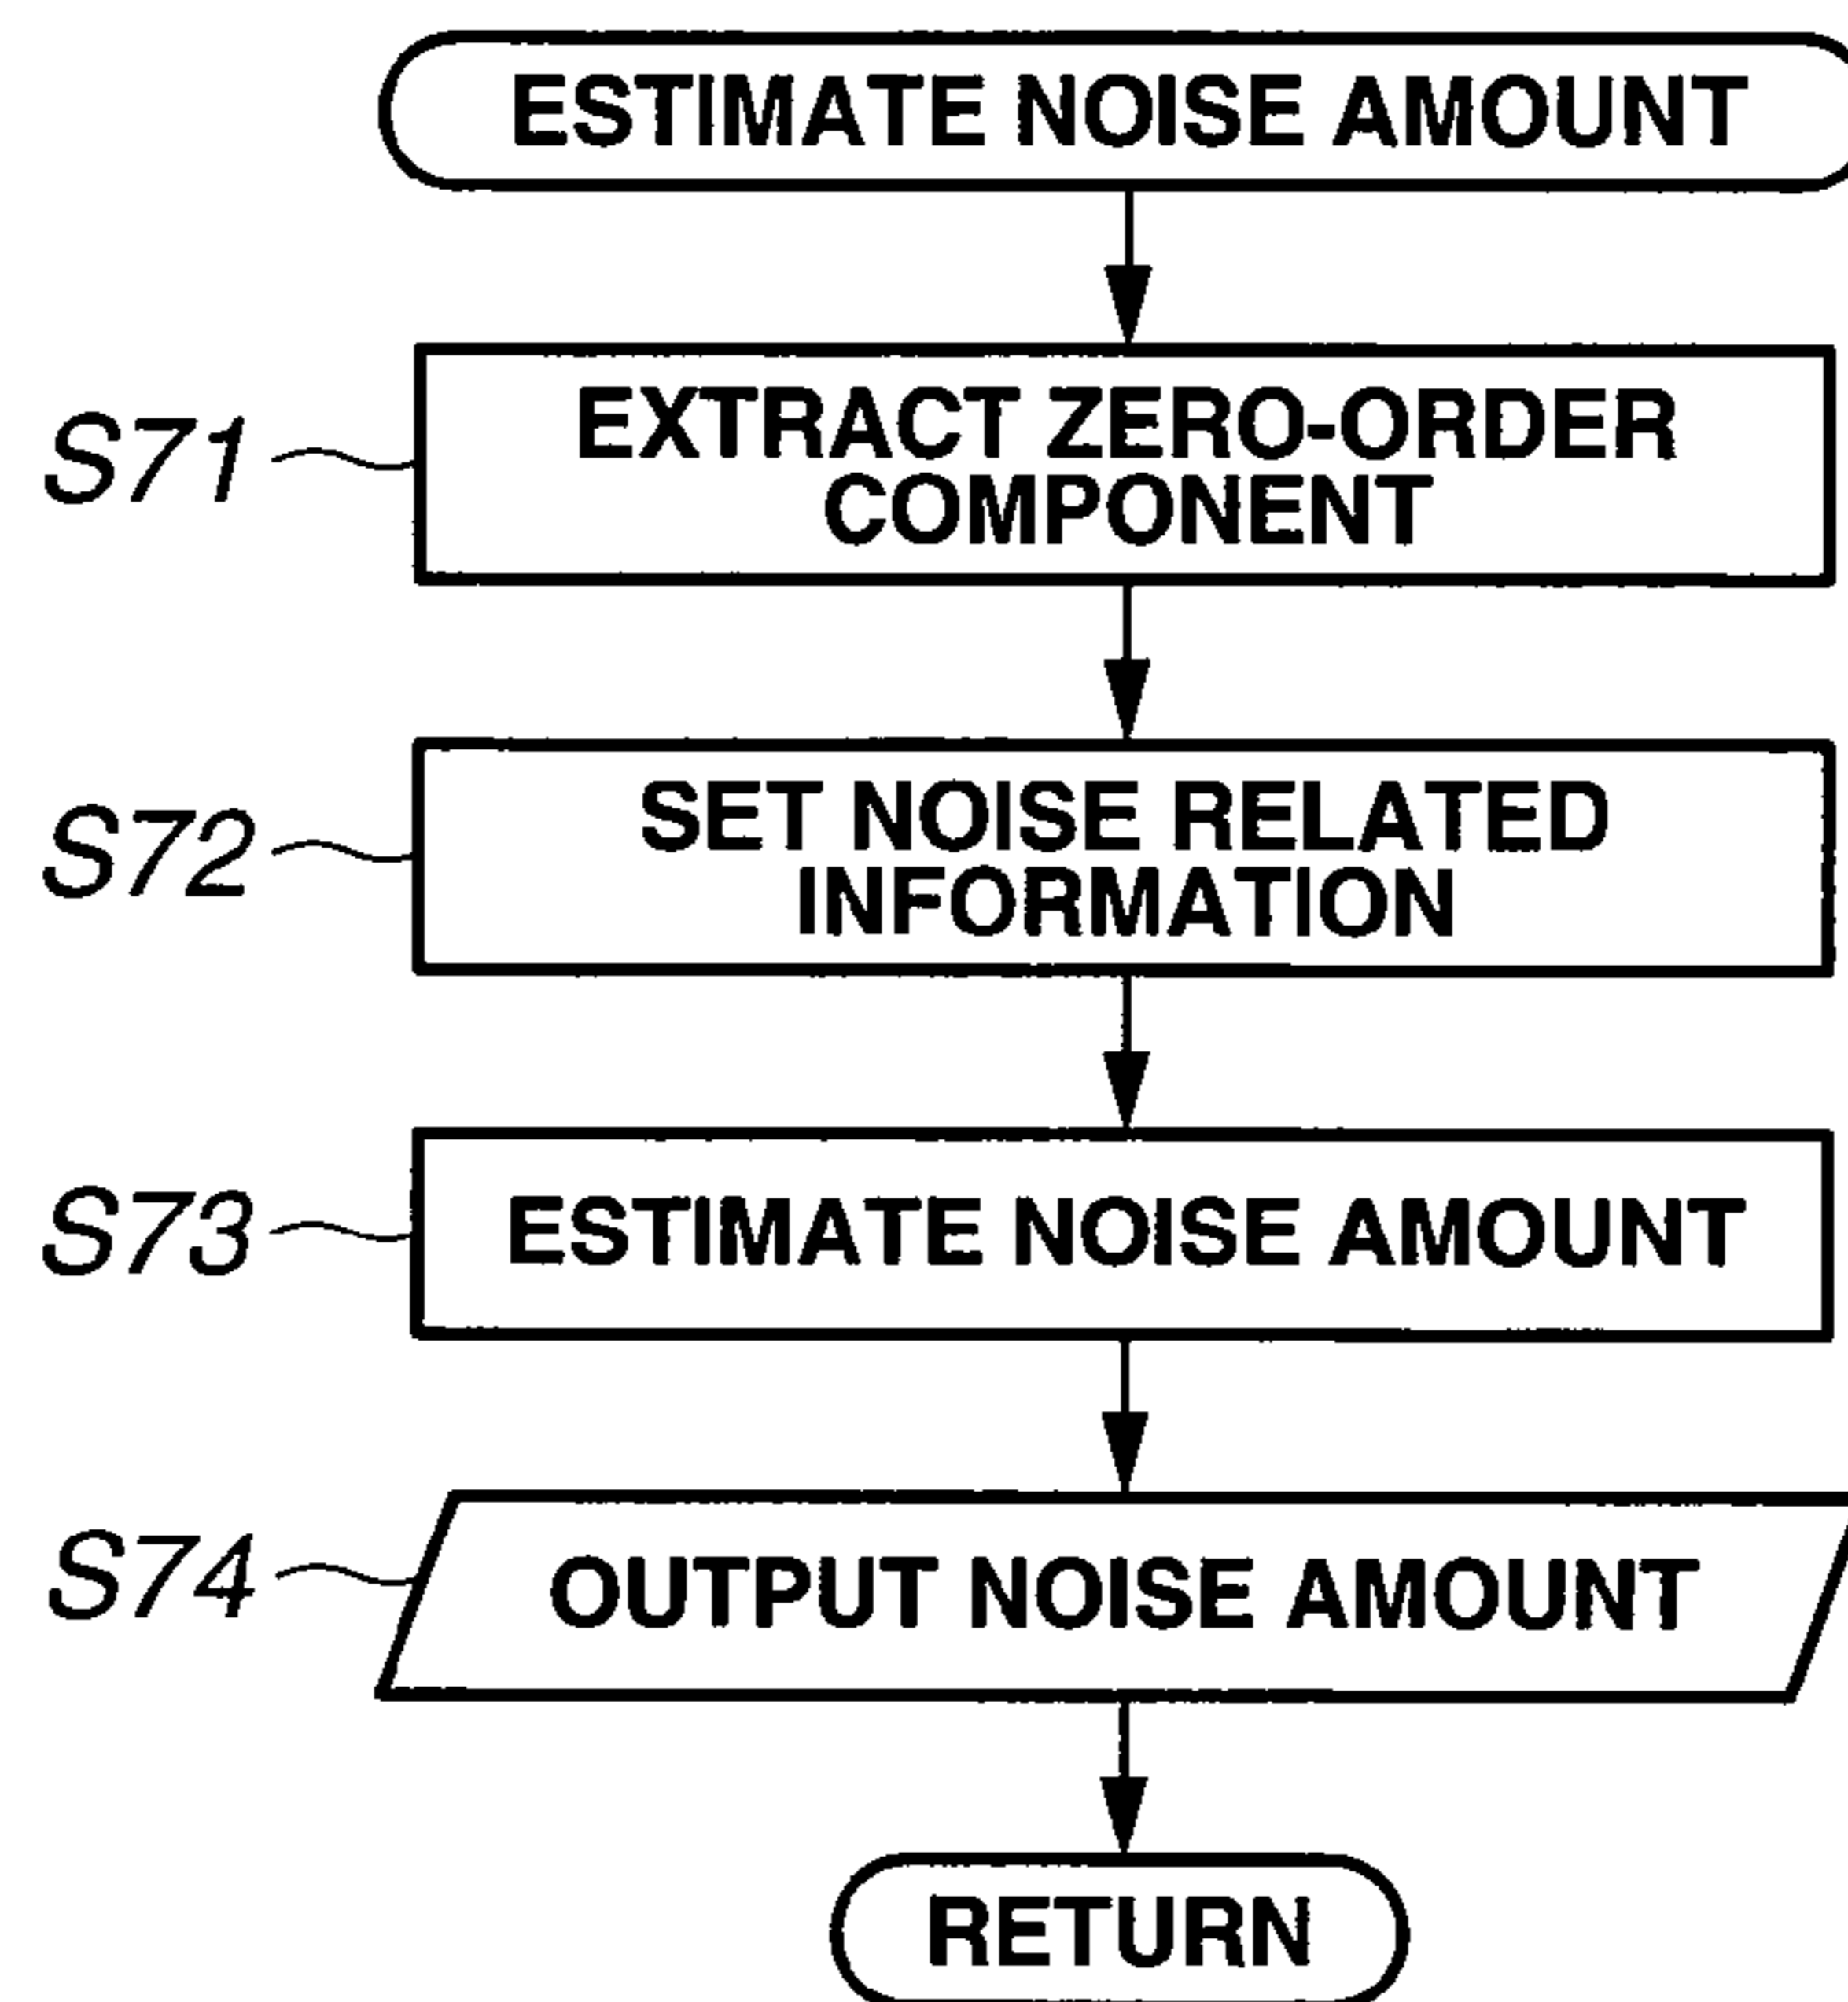 ESTIMATE NOISE AMOUNT
S71
EXTRACT ZERO-ORDER
COMPONENT
S72
SET NOISE RELATED
INFORMATION
S73
ESTIMATE NOISE AMOUNT
S74
OUTPUT NOISE AMOUNT
RETURN